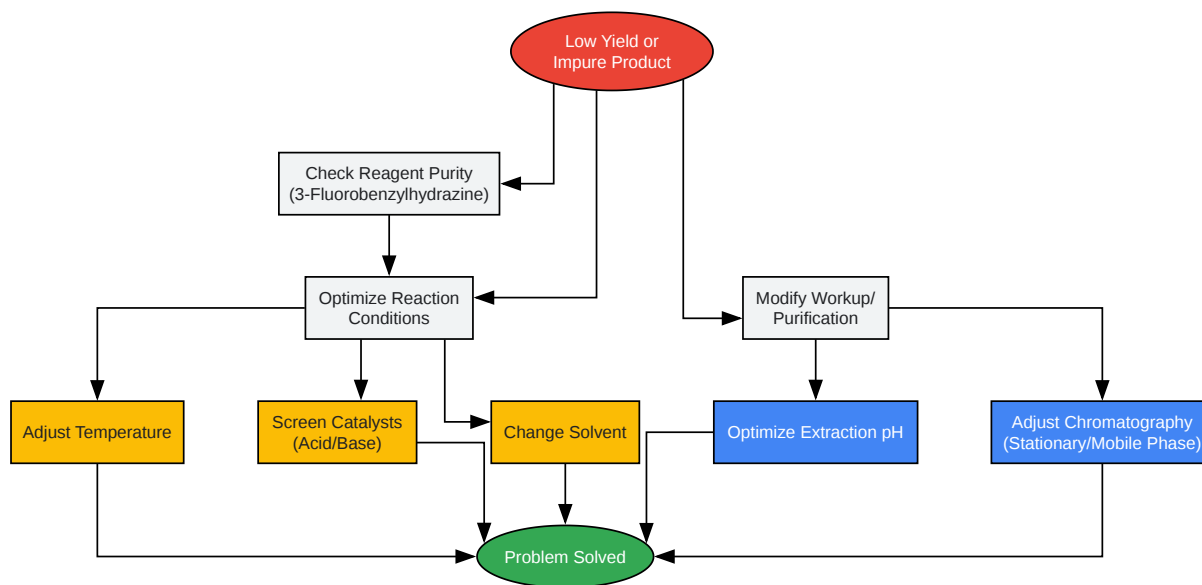 Low Yield or
Impure Product
Check Reagent Purity
(3-Fluorobenzylhydrazine)
Optimize Reaction
Conditions
Modify Workup/
Purification
Adjust Temperature
Screen Catalysts
(Acid/Base)
Change Solvent
Optimize Extraction pH
Adjust Chromatography
(Stationary/Mobile Phase)
Problem Solved